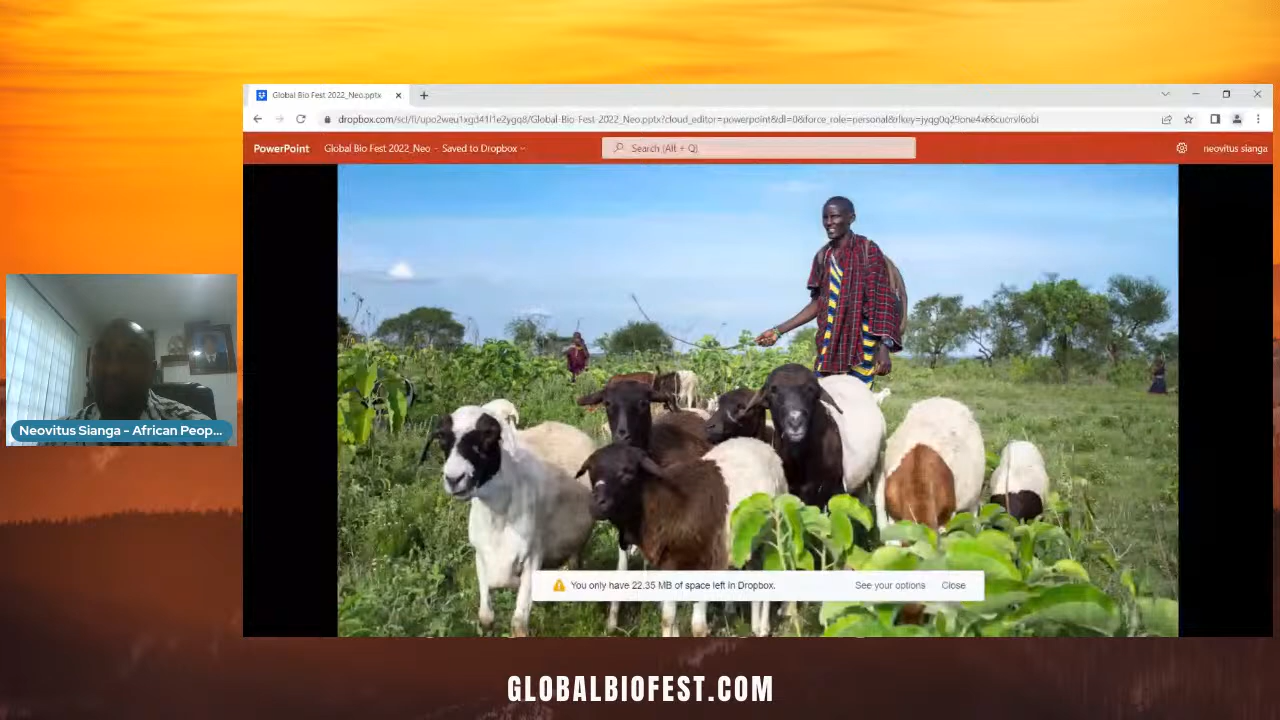 Global Bio Fest 2022_Neo.pptx
PowerPoint Global Bio Fest 2022_Neo - Saved to Dropbox Search (Alt + Q) neovitus sianga
Neovitus Sianga - African Peop...
You only have 22.35 MB of space left in Dropbox. See your options Close
GLOBALBIOFEST.COM